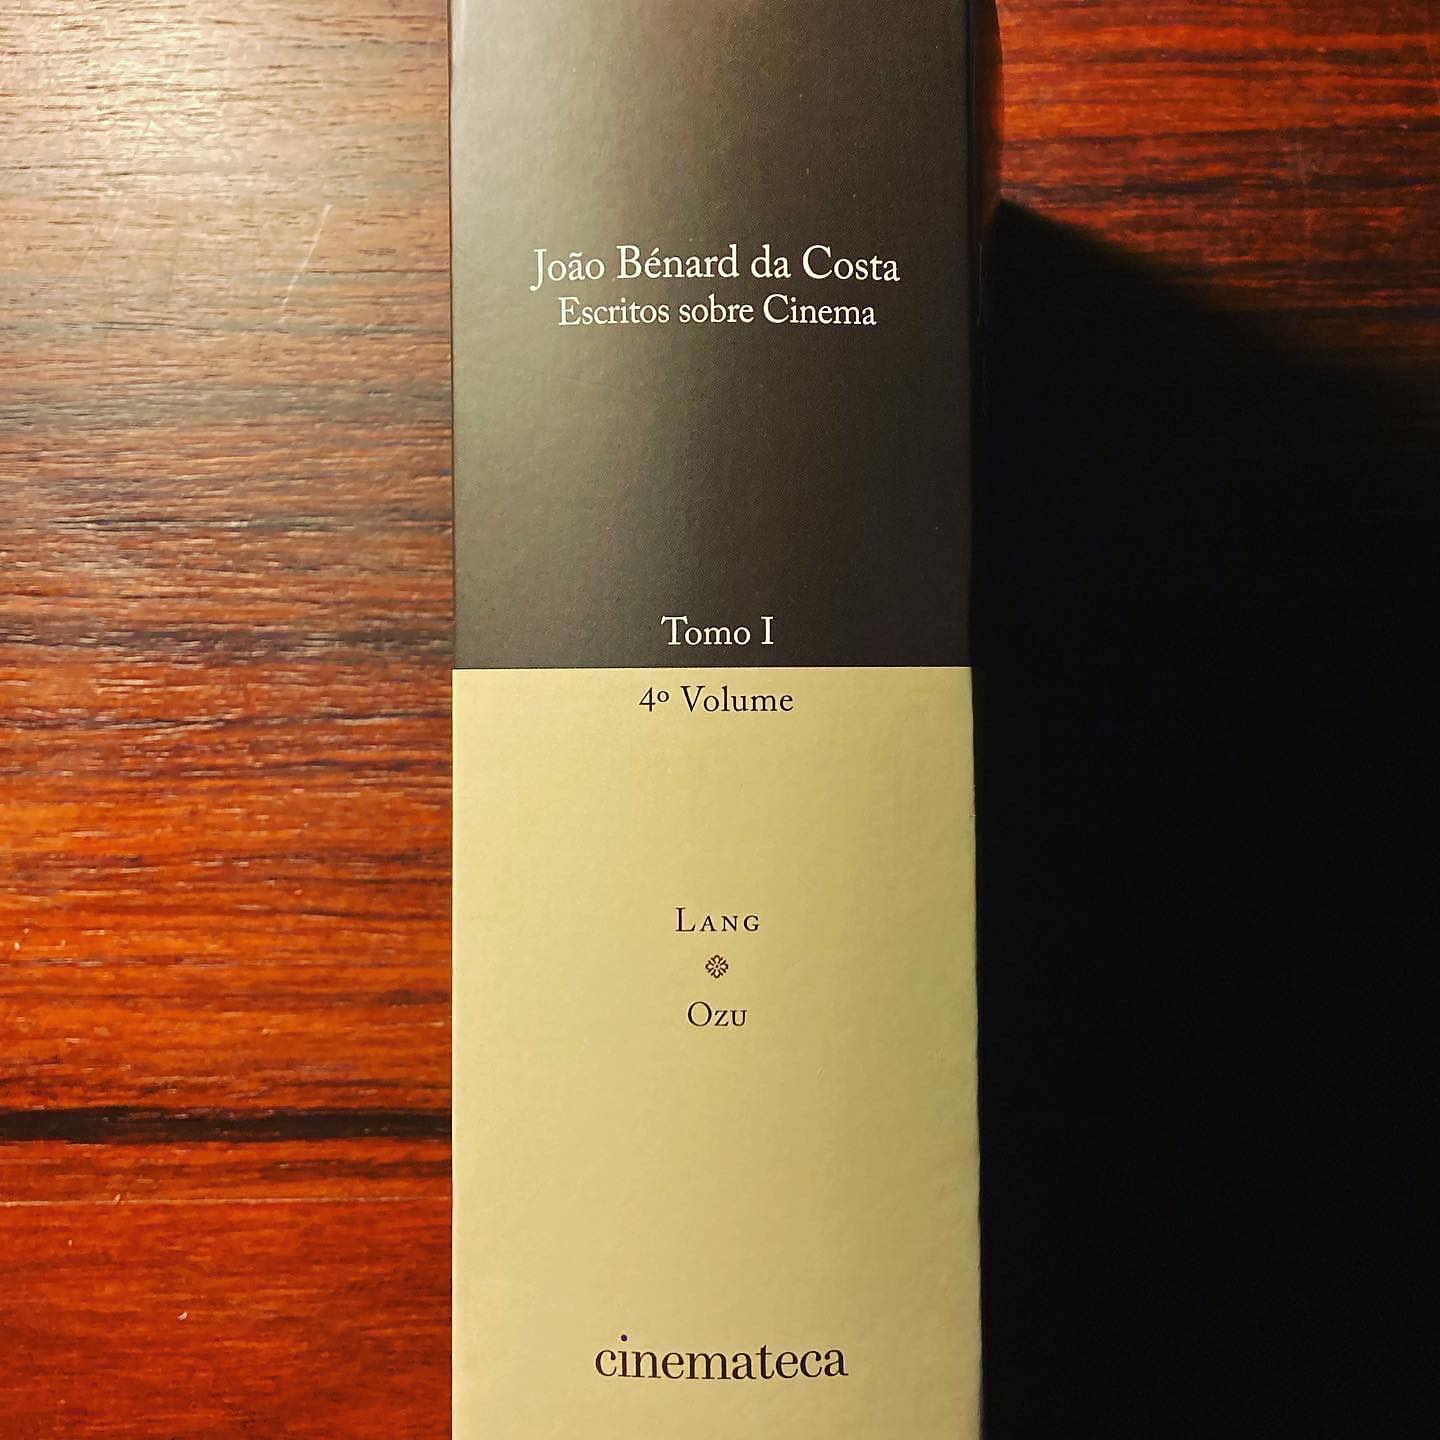 João Bénard da Costa
Escritos sobre Cinema
Tomo I
4º Volume
Lang
Ozu
cinemateca